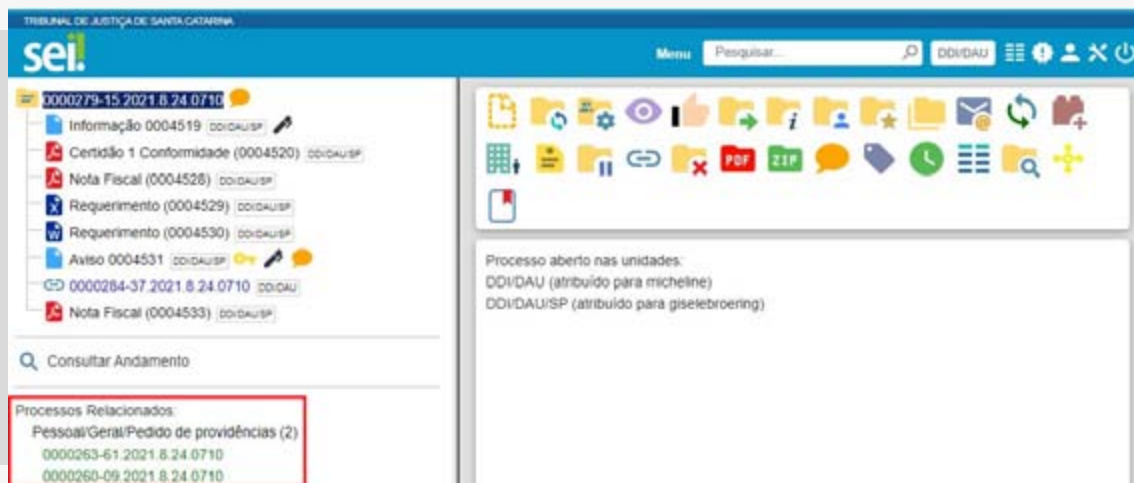 TRIBUNAL DE JUSTIÇA DE SANTA CATARINA
sei!
Menu Pesquisar... DDI/DAU
0000279-15.2021.8.24.0710
Informação 0004519 DDI/DAU/SP
Certidão 1 Conformidade (0004520) DDI/DAU/SP
Nota Fiscal (0004528) DDI/DAU/SP
Requerimento (0004529) DDI/DAU/SP
Requerimento (0004530) DDI/DAU/SP
Aviso 0004531 DDI/DAU/SP
0000284-37.2021.8.24.0710 DDI/DAU
Nota Fiscal (0004533) DDI/DAU/SP
Consultar Andamento
Processos Relacionados:
Pessoal/Geral/Pedido de providências (2)
0000263-61.2021.8.24.0710
0000260-09.2021.8.24.0710
PDF ZIP
Processo aberto nas unidades:
DDI/DAU (atribuído para micheline)
DDI/DAU/SP (atribuído para giselebroering)